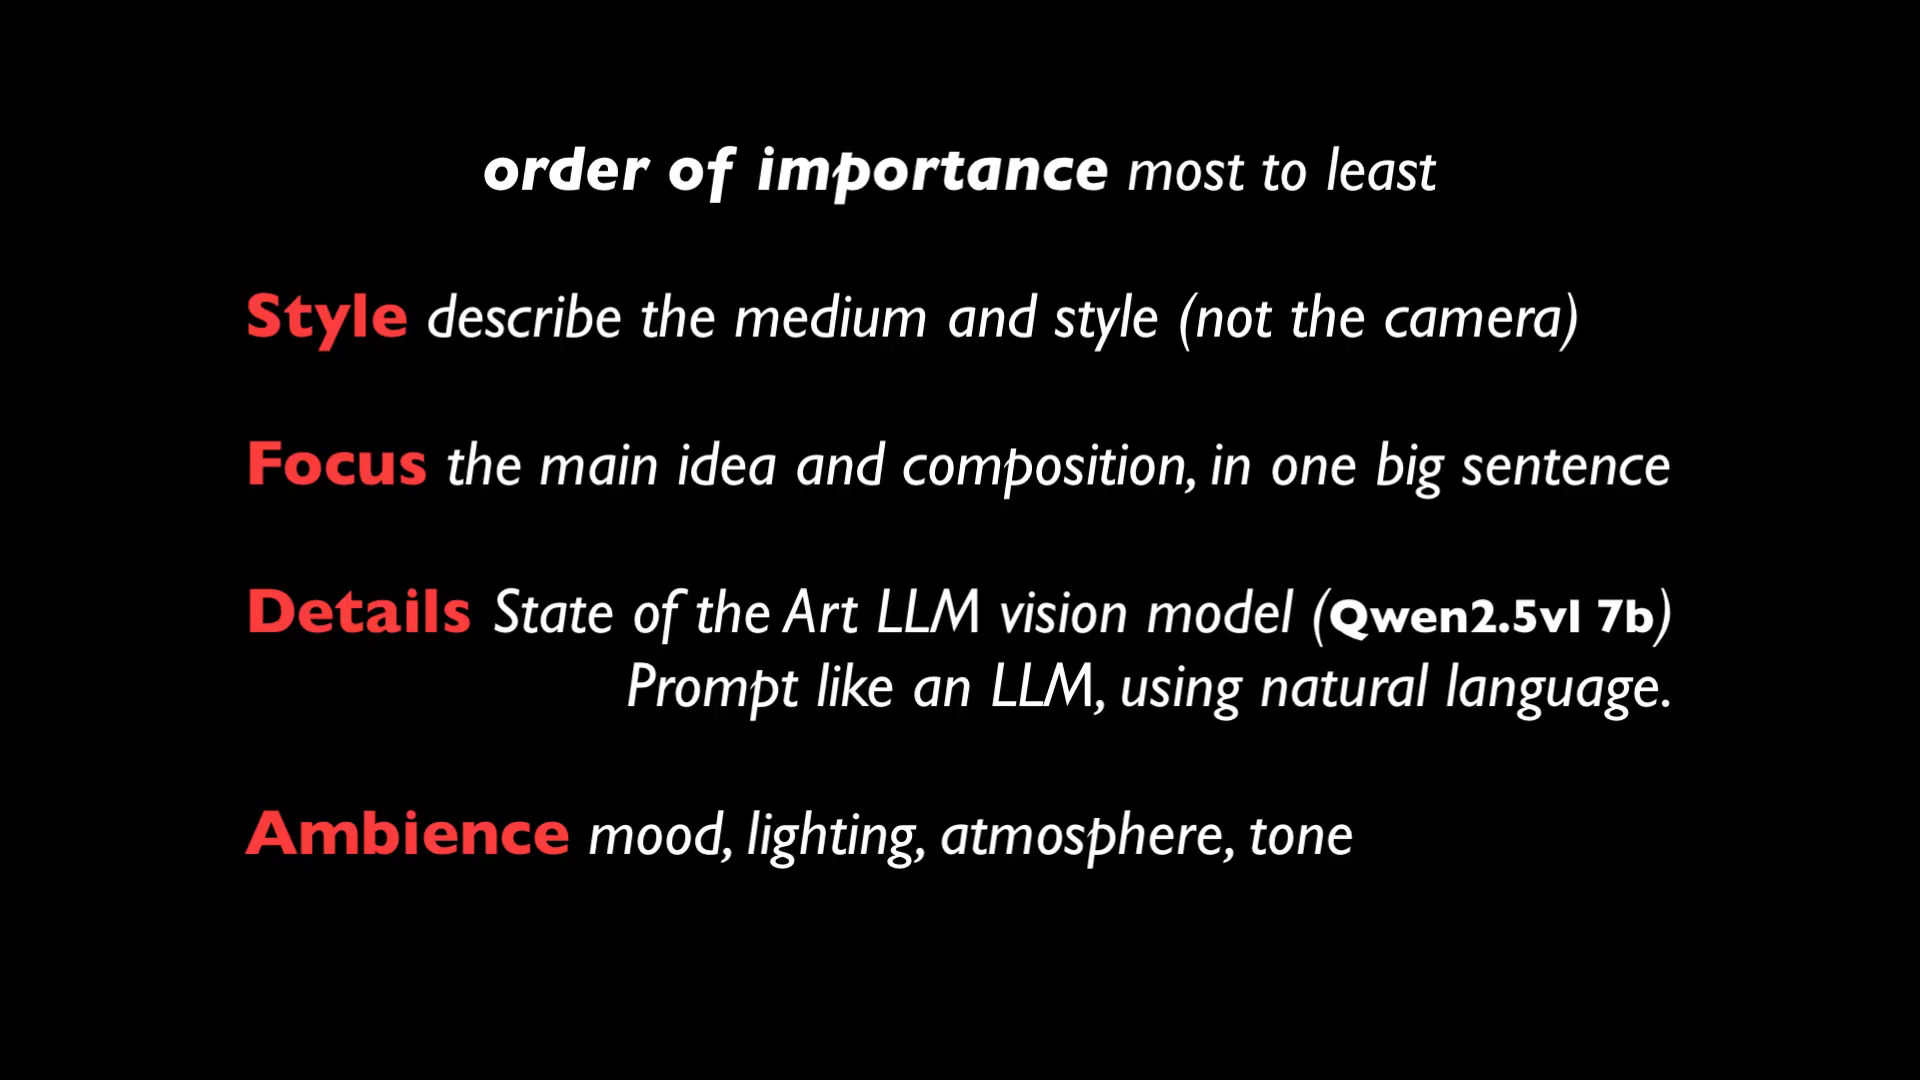 order of importance most to least
Style describe the medium and style (not the camera)
Focus the main idea and composition, in one big sentence
Details State of the Art LLM vision model (Qwen2.5vl 7b)
Prompt like an LLM, using natural language.
Ambience mood, lighting, atmosphere, tone